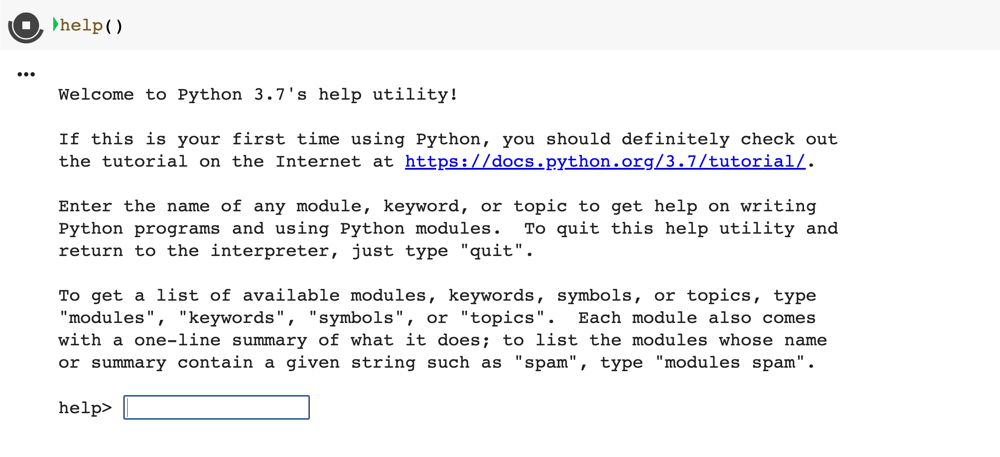 help()
Welcome to Python 3.7's help utility!
If this is your first time using Python, you should definitely check out
the tutorial on the Internet at https://docs.python.org/3.7/tutorial/.
Enter the name of any module, keyword, or topic to get help on writing
Python programs and using Python modules.  To quit this help utility and
return to the interpreter, just type "quit".
To get a list of available modules, keywords, symbols, or topics, type
"modules", "keywords", "symbols", or "topics".  Each module also comes
with a one-line summary of what it does; to list the modules whose name
or summary contain a given string such as "spam", type "modules spam".
help>